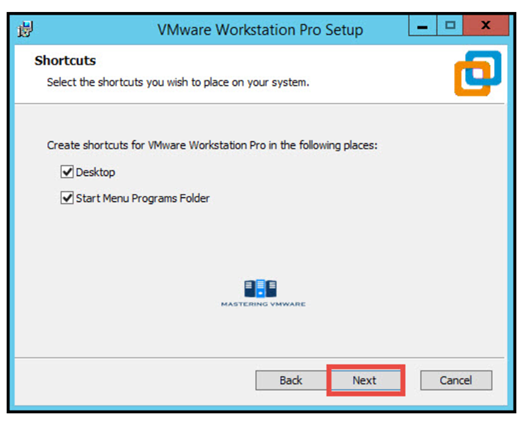 VMware Workstation Pro Setup
Shortcuts
Select the shortcuts you wish to place on your system.
Create shortcuts for VMware Workstation Pro in the following places:
Desktop
Start Menu Programs Folder
MASTERING VMWARE
Back
Next
Cancel